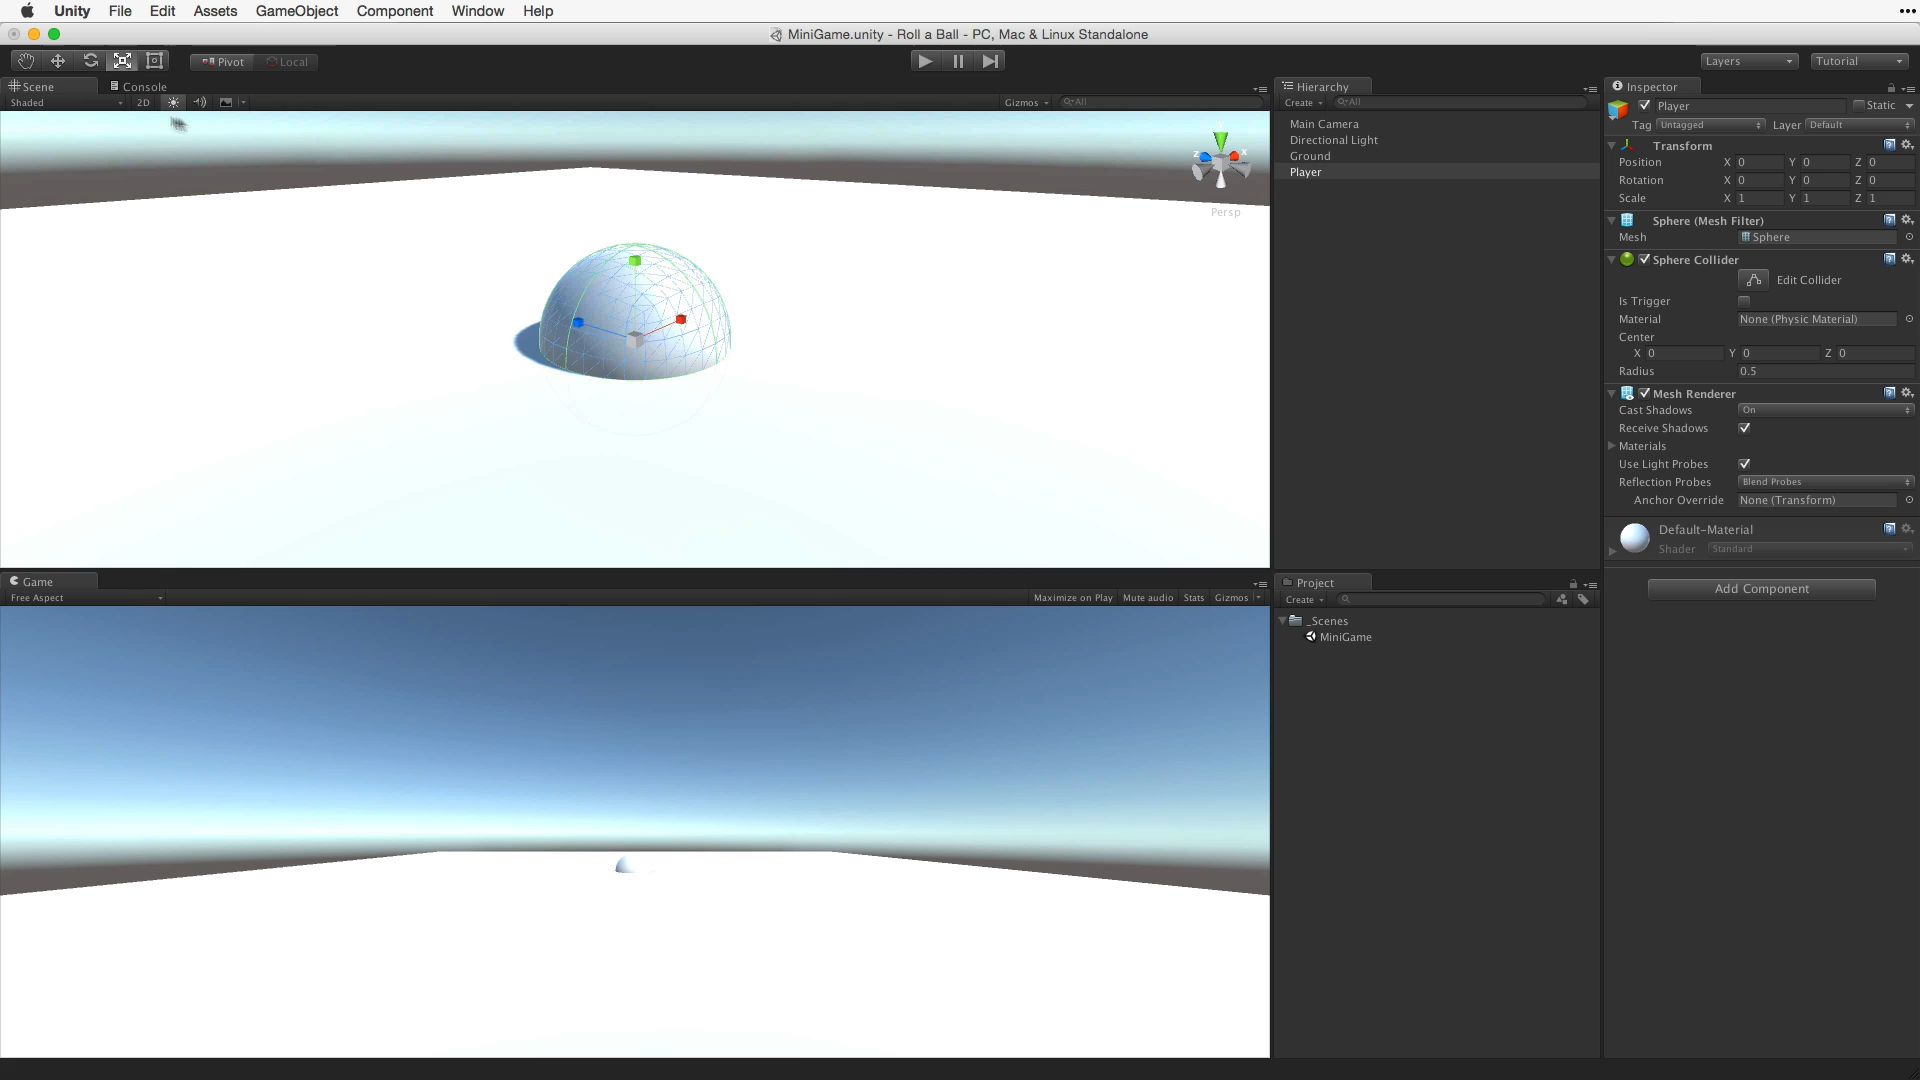 Unity File Edit Assets GameObject Component Window Help
MiniGame.unity - Roll a Ball - PC, Mac & Linux Standalone
Pivot Local Layers Tutorial
Scene Console
Shaded 2D Gizmos All
y
z x
Persp
Game
Free Aspect Maximize on Play Mute audio Stats Gizmos
Hierarchy
Create All
Main Camera
Directional Light
Ground
Player
Project
Create
_Scenes
MiniGame
Inspector
Player Static
Tag Untagged Layer Default
Transform
Position X 0 Y 0 Z 0
Rotation X 0 Y 0 Z 0
Scale X 1 Y 1 Z 1
Sphere (Mesh Filter)
Mesh Sphere
Sphere Collider
Edit Collider
Is Trigger
Material None (Physic Material)
Center
X 0 Y 0 Z 0
Radius 0.5
Mesh Renderer
Cast Shadows On
Receive Shadows
Materials
Use Light Probes
Reflection Probes Blend Probes
Anchor Override None (Transform)
Default-Material
Shader Standard
Add Component